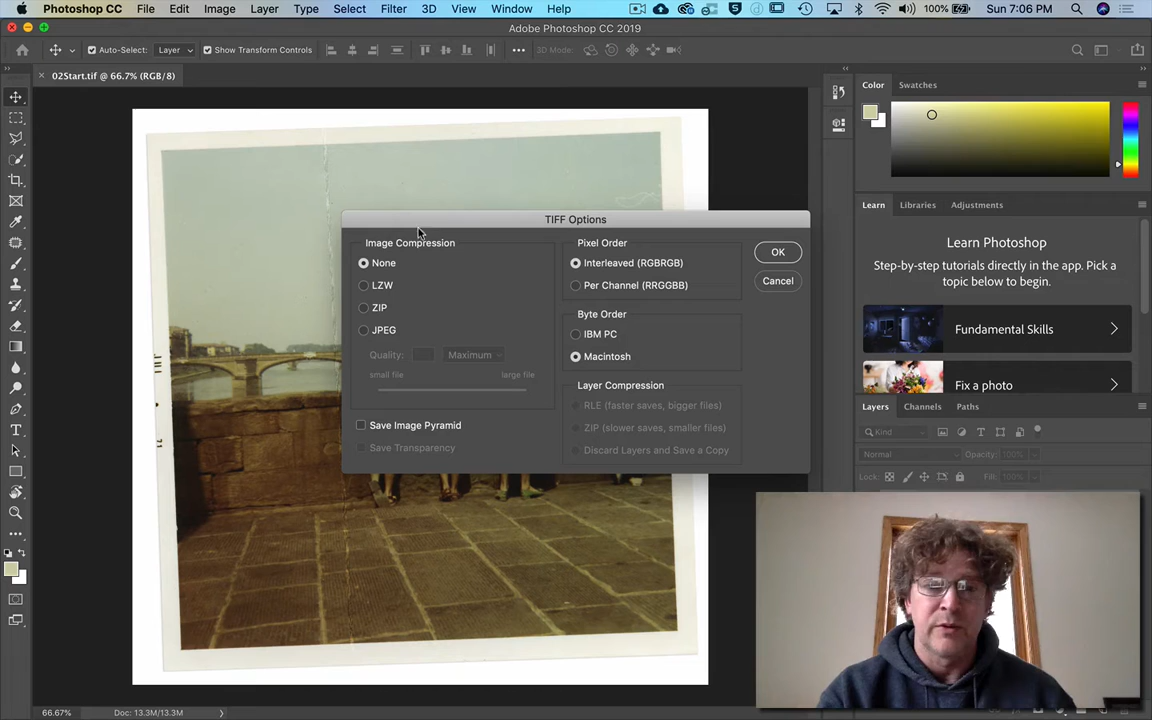 Photoshop CC File Edit Image Layer Type Select Filter 3D View Window Help 100% Sun 7:06 PM
Adobe Photoshop CC 2019
Auto-Select: Layer Show Transform Controls 3D Mode:
02Start.tif @ 66.7% (RGB/8)
Color Swatches
Learn Libraries Adjustments
Learn Photoshop
Step-by-step tutorials directly in the app. Pick a
topic below to begin.
Fundamental Skills
Fix a photo
TIFF Options
Image Compression
None
LZW
ZIP
JPEG
Quality: Maximum
small file large file
Save Image Pyramid
Save Transparency
Pixel Order
Interleaved (RGBRGB)
Per Channel (RRGGBB)
Byte Order
IBM PC
Macintosh
Layer Compression
RLE (faster saves, bigger files)
ZIP (slower saves, smaller files)
Discard Layers and Save a Copy
OK
Cancel
Layers Channels Paths
Kind
Normal Opacity: 100%
Lock: Fill: 100%
66.67% Doc: 13.3M/13.3M